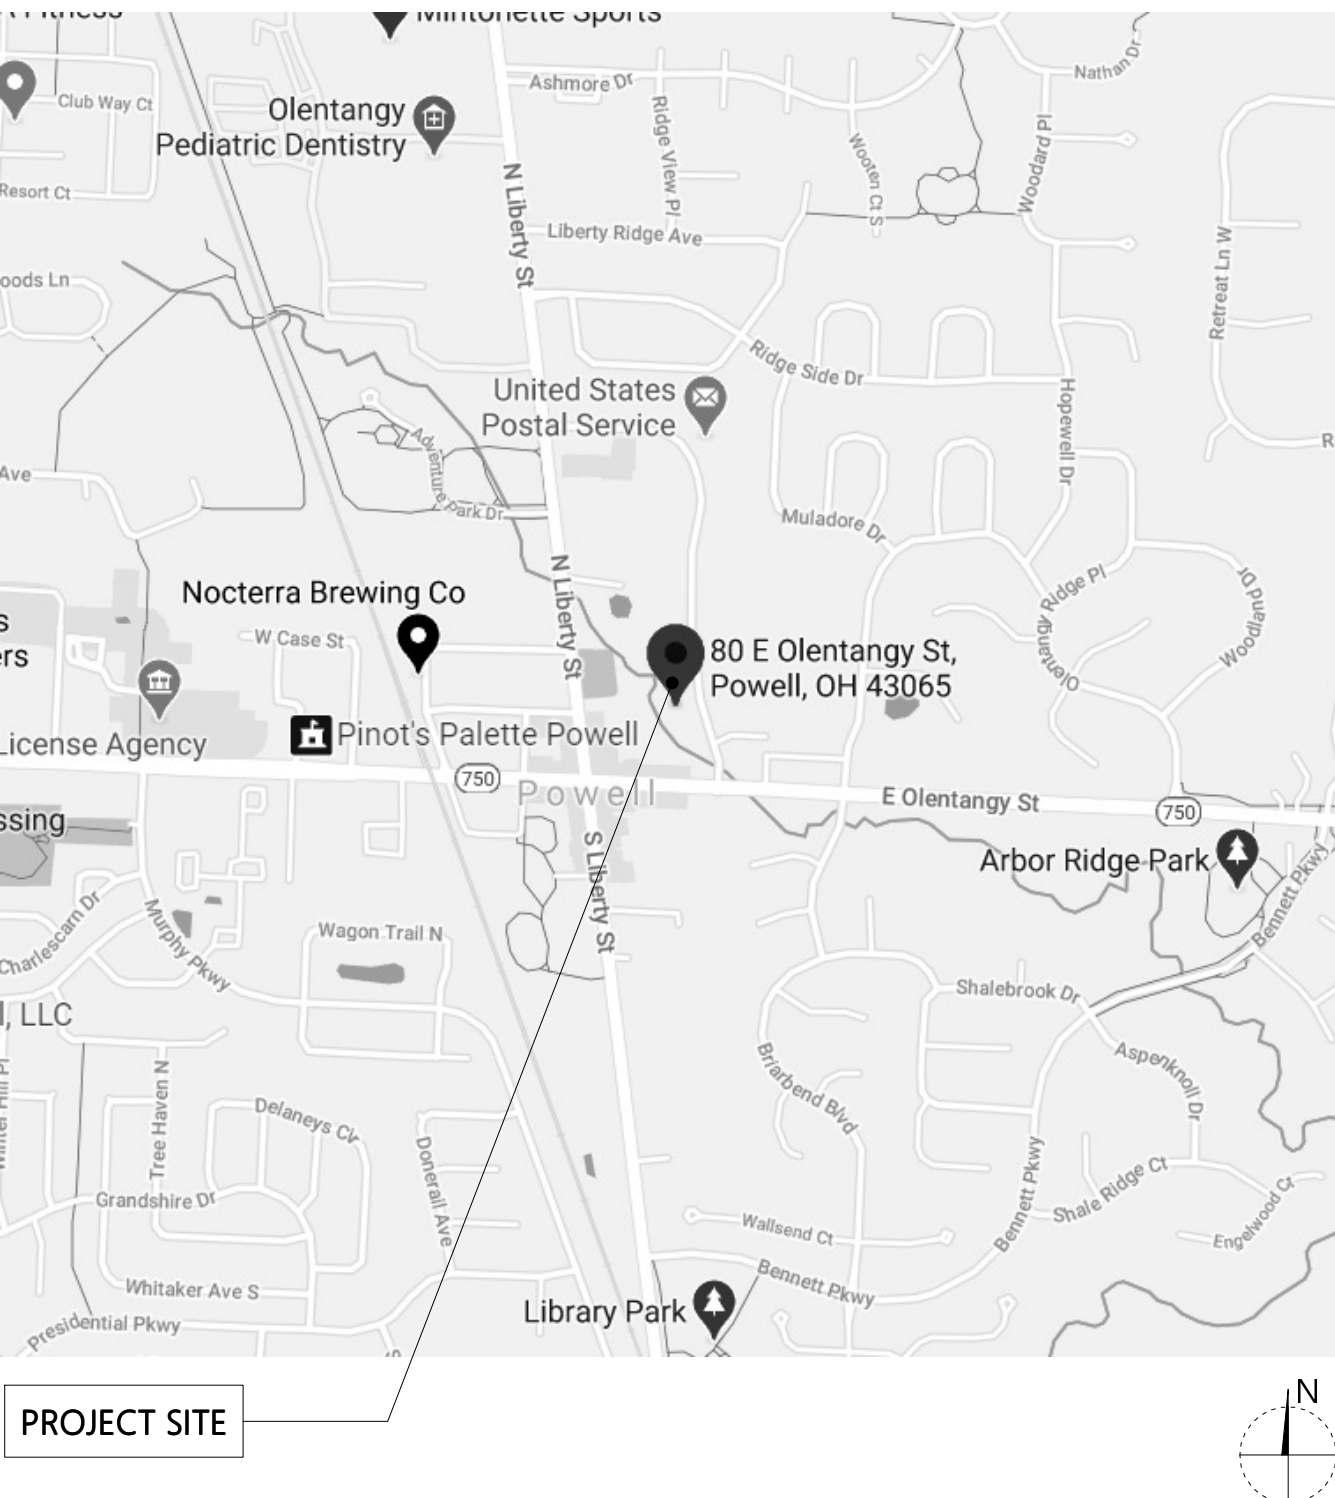 Mintonette Sports
Club Way Ct
Olentangy
Pediatric Dentistry
Resort Ct
Ashmore Dr
Ridge View Pl
Wooten Ct S
Nathan Dr
Woodard Pl
N Liberty St
Liberty Ridge Ave
Retreat Ln W
Ridge Side Dr
United States
Postal Service
Hopewell Dr
R
Ave
Adventure Park Dr
Muladore Dr
N Liberty St
Nocterra Brewing Co
W Case St
Olentangy Ridge Pl
Woodland Dr
80 E Olentangy St,
Powell, OH 43065
License Agency
Pinot's Palette Powell
750
Powell
E Olentangy St
750
S Liberty St
Arbor Ridge Park
Bennett Pkwy
Charlescarn Dr
Murphy Pkwy
Wagon Trail N
Shalebrook Dr
, LLC
Aspenknoll Dr
Briarbend Blvd
Tree Haven N
Delaneys Cir
Donerail Ave
Grandshire Dr
Bennett Pkwy
Shale Ridge Ct
Engelwood Ct
Wallsend Ct
Whitaker Ave S
Bennett Pkwy
Library Park
Presidential Pkwy
PROJECT SITE
N